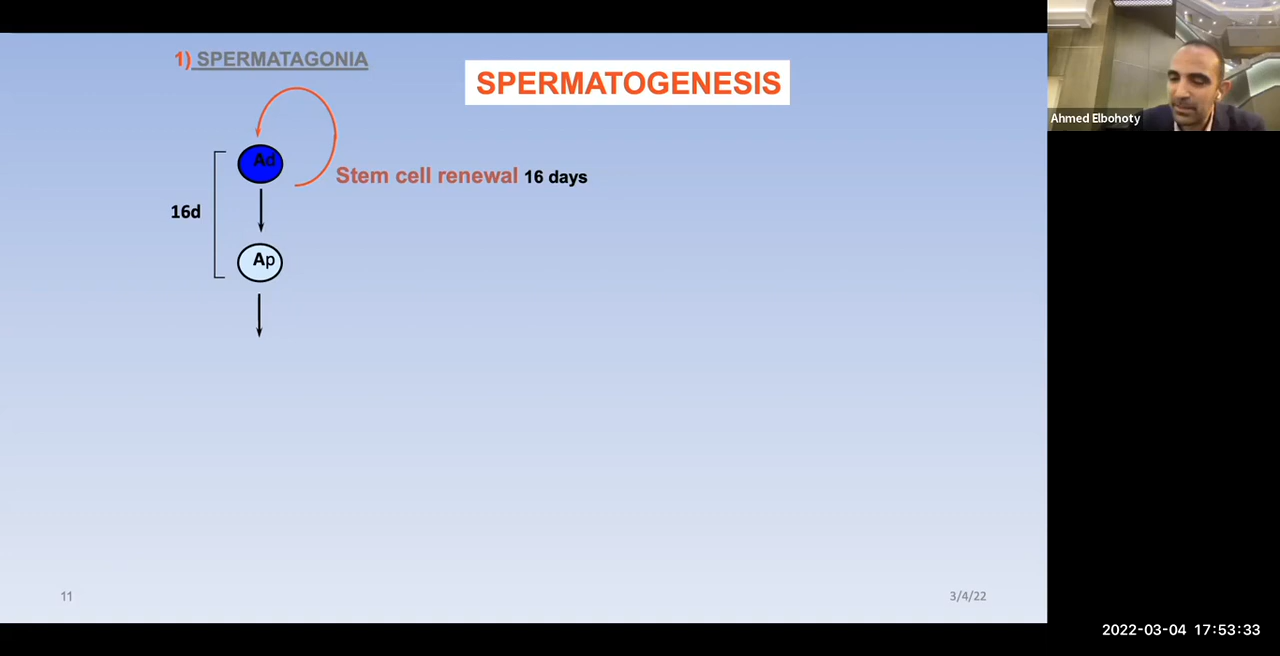 1) SPERMATAGONIA
SPERMATOGENESIS
Ahmed Elbohoty
Ad
Stem cell renewal 16 days
16d
Ap
11
3/4/22
2022-03-04 17:53:33